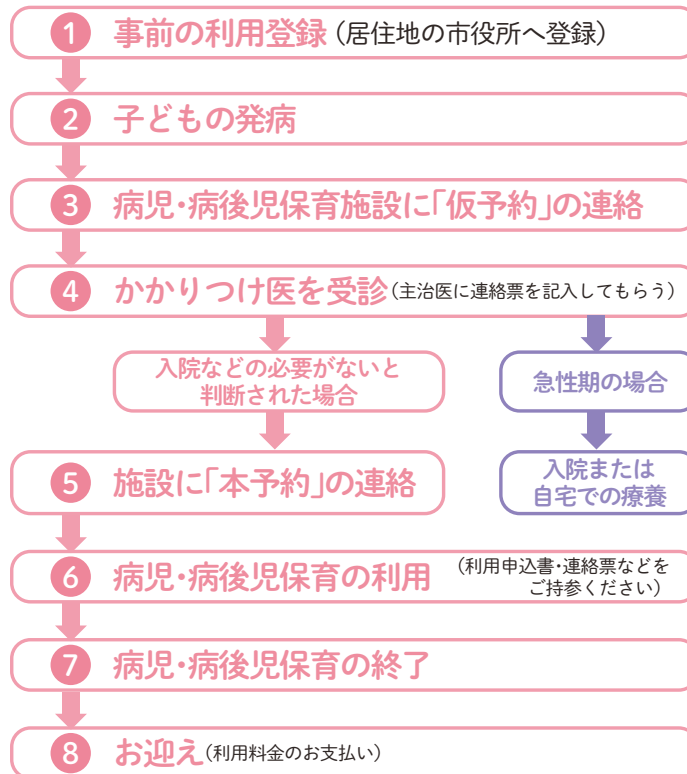 1 事前の利用登録(居住地の市役所へ登録)
2 子どもの発病
3 病児・病後児保育施設に「仮予約」の連絡
4 かかりつけ医を受診(主治医に連絡票を記入してもらう)
入院などの必要がないと
判断された場合
急性期の場合
5 施設に「本予約」の連絡
入院または
自宅での療養
6 病児・病後児保育の利用 (利用申込書・連絡票などを
ご持参ください)
7 病児・病後児保育の終了
8 お迎え(利用料金のお支払い)